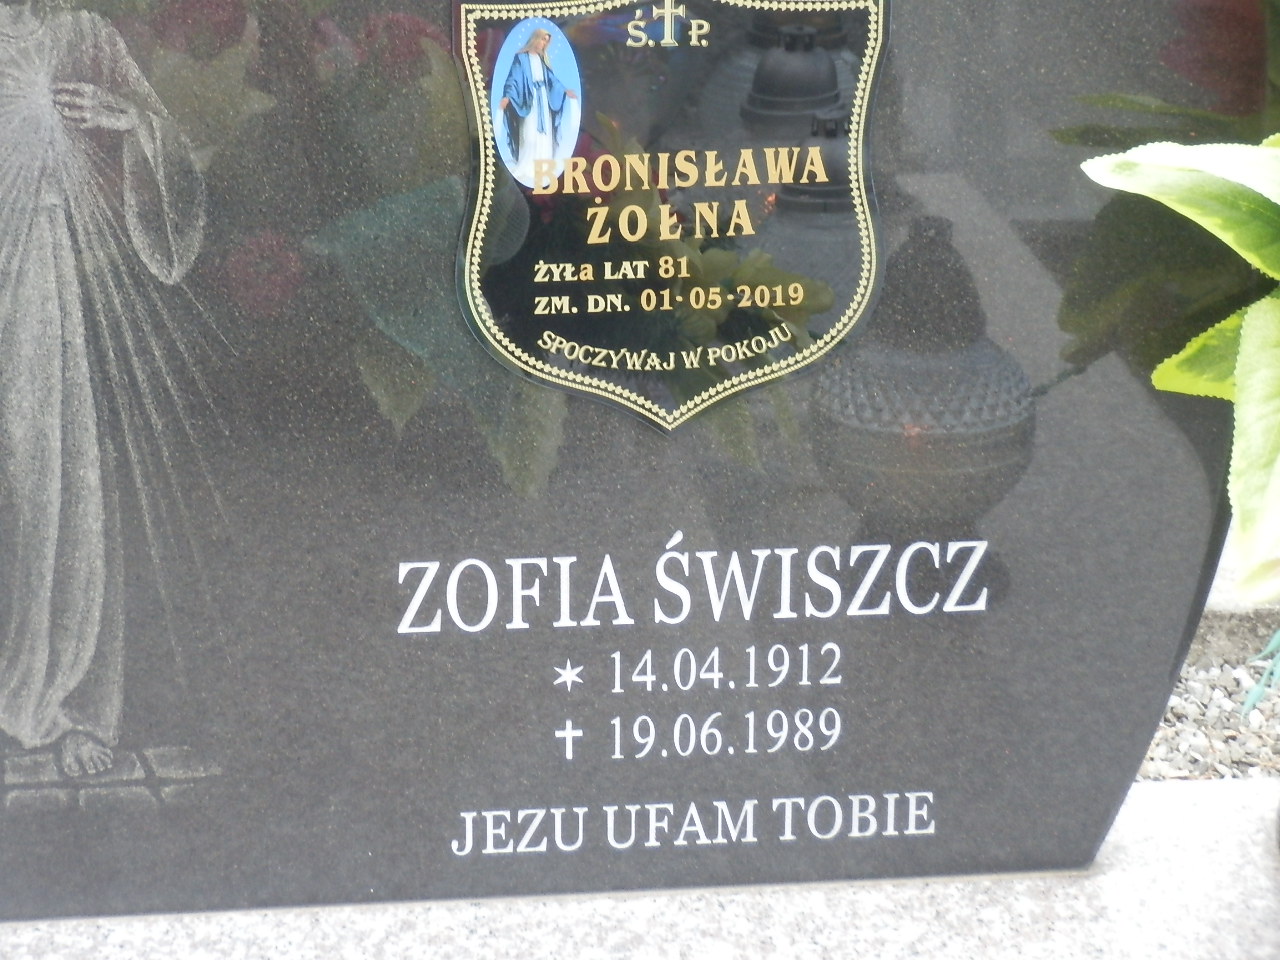 Ś. P.
BRONISŁAWA
ŻOŁNA
ŻYŁa LAT 81
ZM. DN. 01·05·2019
SPOCZYWAJ W POKOJU
ZOFIA ŚWISZCZ
✶ 14.04.1912
✝ 19.06.1989
JEZU UFAM TOBIE